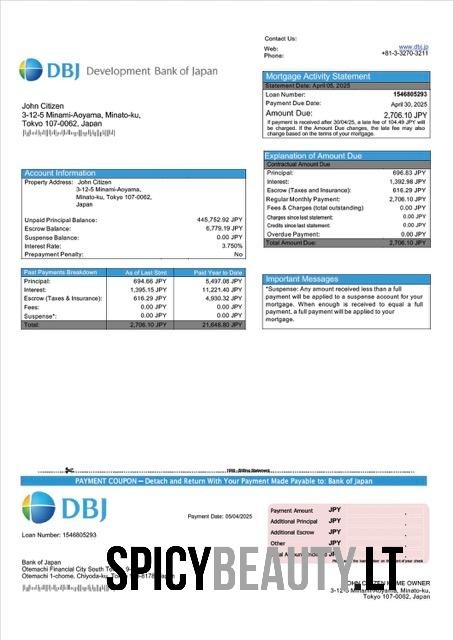 Contact Us:
Web: www.dbj.jp
Phone: +81-3-3270-3211
DBJ Development Bank of Japan
Mortgage Activity Statement
Statement Date: April 05, 2025
Loan Number: 1546805293
Payment Due Date: April 30, 2025
Amount Due: 2,706.10 JPY
If payment is received after 30/04/25, a late fee of 104.49 JPY will
be charged. If the Amount Due changes, the late fee may also
change based on the terms of your mortgage.
John Citizen
3-12-5 Minami-Aoyama, Minato-ku,
Tokyo 107-0062, Japan
Explanation of Amount Due
Contractual Amount Due
Principal: 696.83 JPY
Interest: 1,392.98 JPY
Escrow (Taxes and Insurance): 616.29 JPY
Regular Monthly Payment: 2,706.10 JPY
Fees & Charges (total outstanding) 0.00 JPY
Charges since last statement: 0.00 JPY
Credits since last statement: 0.00 JPY
Overdue Payment: 0.00 JPY
Total Amount Due: 2,706.10 JPY
Account Information
Property Address: John Citizen
3-12-5 Minami-Aoyama,
Minato-ku, Tokyo 107-0062,
Japan
Unpaid Principal Balance: 445,752.92 JPY
Escrow Balance: 6,779.19 JPY
Suspense Balance: 0.00 JPY
Interest Rate: 3.750%
Prepayment Penalty: No
Past Payments Breakdown As of Last Stmt Past Year to Date
Principal: 694.66 JPY 5,497.08 JPY
Interest: 1,395.15 JPY 11,221.40 JPY
Escrow (Taxes & Insurance): 616.29 JPY 4,930.32 JPY
Fees: 0.00 JPY 0.00 JPY
Suspense*: 0.00 JPY 0.00 JPY
Total: 2,706.10 JPY 21,648.80 JPY
Important Messages
*Suspense: Any amount received less than a full
payment will be applied to a suspense account for your
mortgage. When enough is received to equal a full
payment, a full payment will be applied to your
mortgage.
PAYMENT COUPON — Detach and Return With Your Payment Made Payable to: Bank of Japan
DBJ
Payment Date: 05/04/2025
Loan Number: 1546805293
Payment Amount JPY
Additional Principal JPY
Additional Escrow JPY
Other JPY
Bank of Japan
Otemachi Financial City South
Otemachi 1-chome, Chiyoda-ku,
SPICYBEAUTY.LT
JOHN CITIZEN HOME OWNER
3-12-5 Minami-Aoyama, Minato-ku,
Tokyo 107-0062, Japan